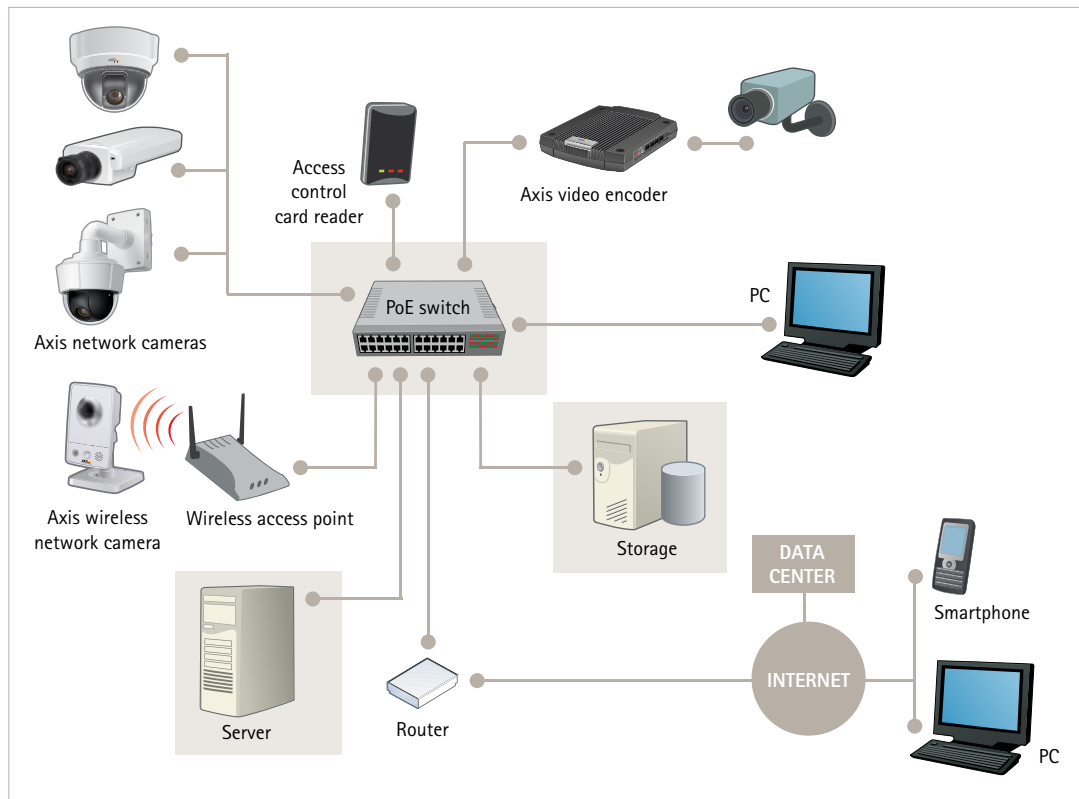 Access
control
card reader
Axis video encoder
PoE switch
PC
Axis network cameras
Axis wireless
network camera
Wireless access point
Storage
DATA
CENTER
Smartphone
INTERNET
Server
Router
PC